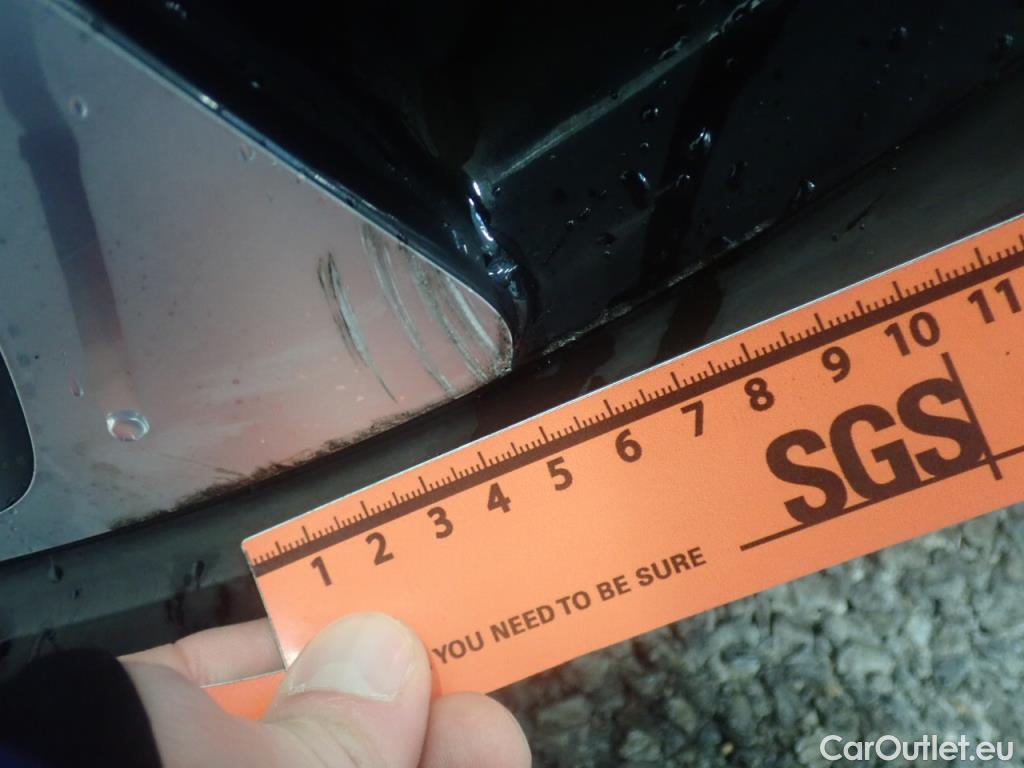 1 2 3 4 5 6 7 8 9 10 11
SGS
YOU NEED TO BE SURE
CarOutlet.eu